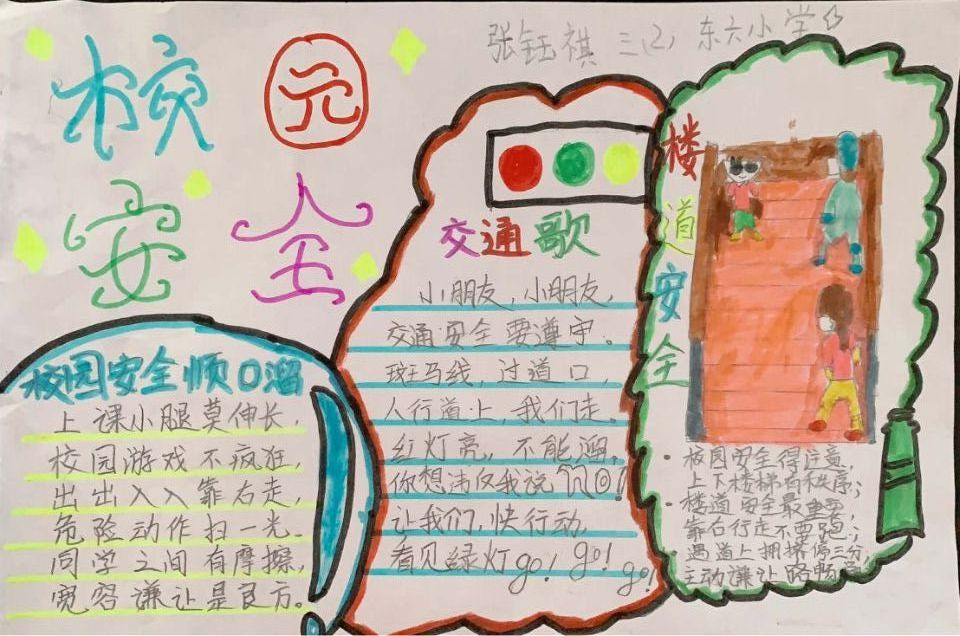 张钰祺 三(2) 东六小学
校园
安全
校园安全顺口溜
上课小腿莫伸长,
校园游戏不疯狂,
出出入入靠右走,
危险动作扫一光。
同学之间有摩擦,
宽容谦让是良方。
交通歌
小朋友,小朋友,
交通安全要遵守。
斑马线,过道口,
人行道上,我们走。
红灯亮,不能溜。
你想违反我说no!
让我们,快行动,
看见绿灯go!go!go!
楼道安全
校园安全得注意,
上下楼梯有秩序;
楼道安全最重要,
靠右行走不要跑;
遇道上拥挤停三分,
主动谦让路畅